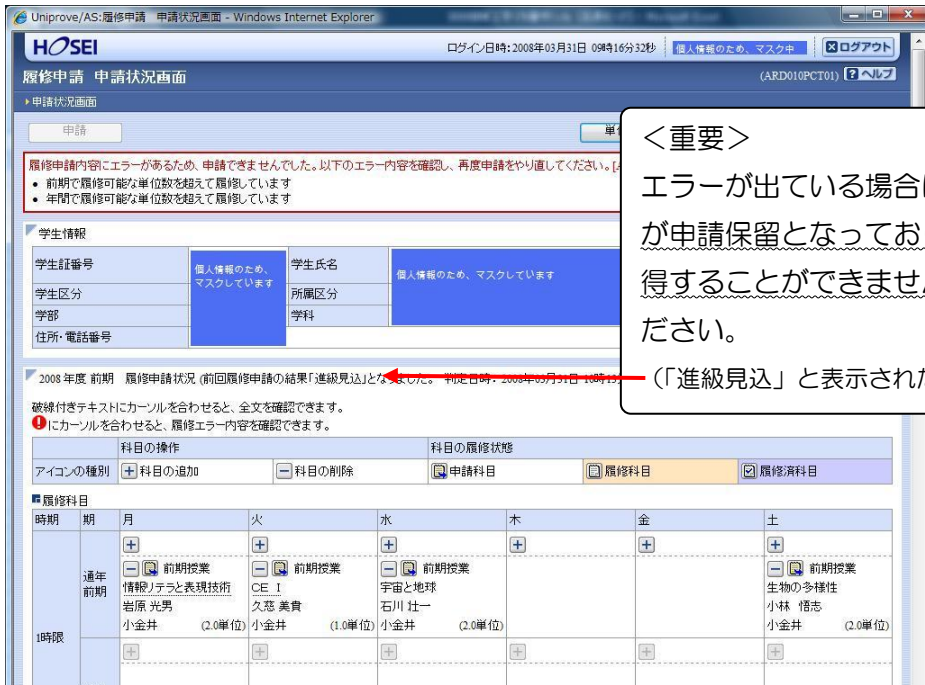 Uniprove/AS:履修申請 申請状況画面 - Windows Internet Explorer
HOSEI
ログイン日時:2008年03月31日 09時16分32秒
個人情報のため、マスク中
ログアウト
履修申請 申請状況画面
(ARD010PCT01)
? ヘルプ
申請状況画面
申請
単
履修申請内容にエラーがあるため、申請できませんでした。以下のエラー内容を確認し、再度申請をやり直してください。
• 前期で履修可能な単位数を超えて履修しています
• 年間で履修可能な単位数を超えて履修しています
<重要>
エラーが出ている場合
が申請保留となってお
得することができませ
ださい。
(「進級見込」と表示され
学生情報
学生証番号
個人情報のため、
マスクしています
学生氏名
個人情報のため、マスクしています
学生区分
所属区分
学部
学科
住所・電話番号
2008年度 前期 履修申請状況 (前回履修申請の結果「進級見込」となりました。 判定日時:2008年03月31日
破線付きテキストにカーソルを合わせると、全文を確認できます。
にカーソルを合わせると、履修エラー内容を確認できます。
科目の操作 科目の履修状態
アイコンの種別 科目の追加 科目の削除 申請科目 履修科目 履修済科目
履修科目
時期 期 月 火 水 木 金 土
1時限
通年
前期
前期授業 前期授業 前期授業 前期授業
情報リテラと表現技術 CE I 宇宙と地球 生物の多様性
岩原 光男 久慈 美貴 石川 壮一 小林 悟志
小金井 (2.0単位) 小金井 (1.0単位) 小金井 (2.0単位) 小金井 (2.0単位)